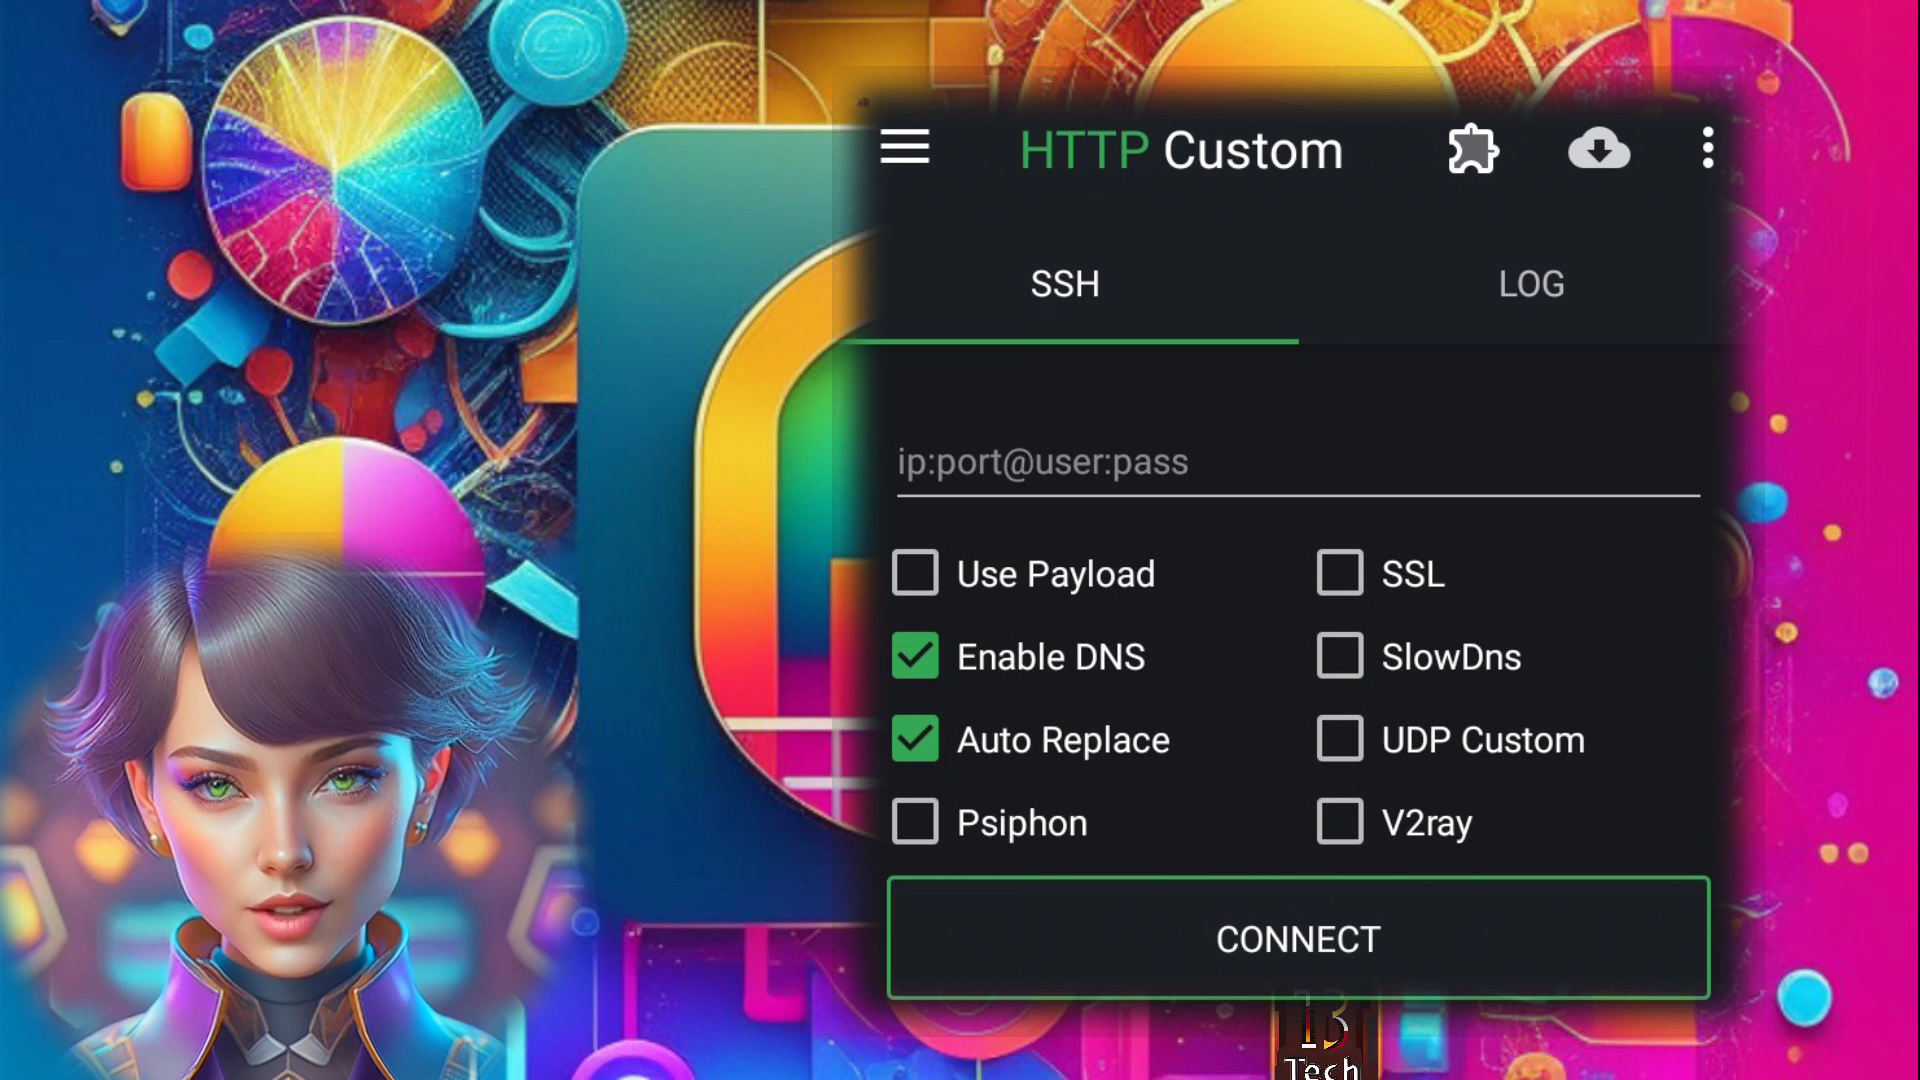 HTTP Custom
SSH LOG
ip:port@user:pass
Use Payload SSL
Enable DNS SlowDns
Auto Replace UDP Custom
Psiphon V2ray
CONNECT
13
Tech